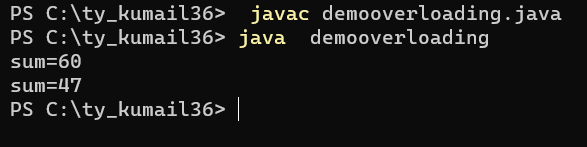 PS C:\ty_kumail36>  javac demooverloading.java
PS C:\ty_kumail36> java  demooverloading
sum=60
sum=47
PS C:\ty_kumail36>